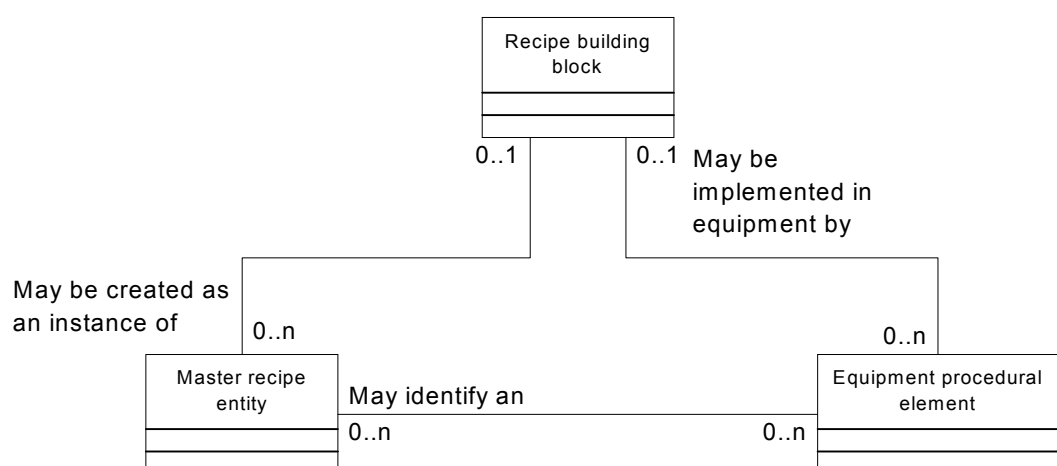 Recipe building
block
0..1
0..1
May be
implemented in
equipment by
May be created as
an instance of
0..n
0..n
Master recipe
entity
May identify an
0..n
0..n
Equipment procedural
element